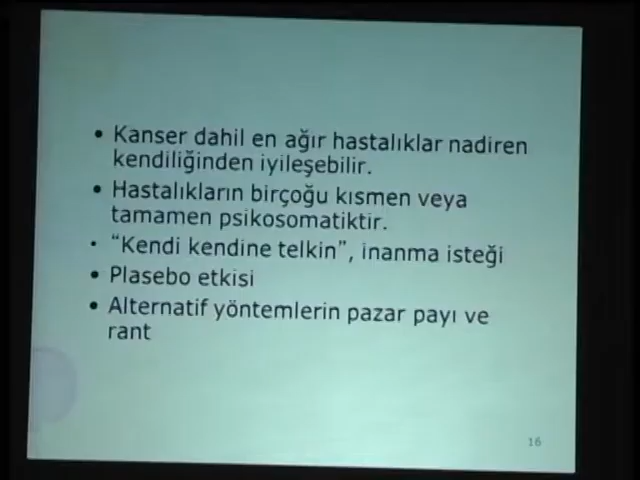 • Kanser dahil en ağır hastalıklar nadiren
kendiliğinden iyileşebilir.
• Hastalıkların birçoğu kısmen veya
tamamen psikosomatiktir.
• “Kendi kendine telkin”, inanma isteği
• Plasebo etkisi
• Alternatif yöntemlerin pazar payı ve
rant
16